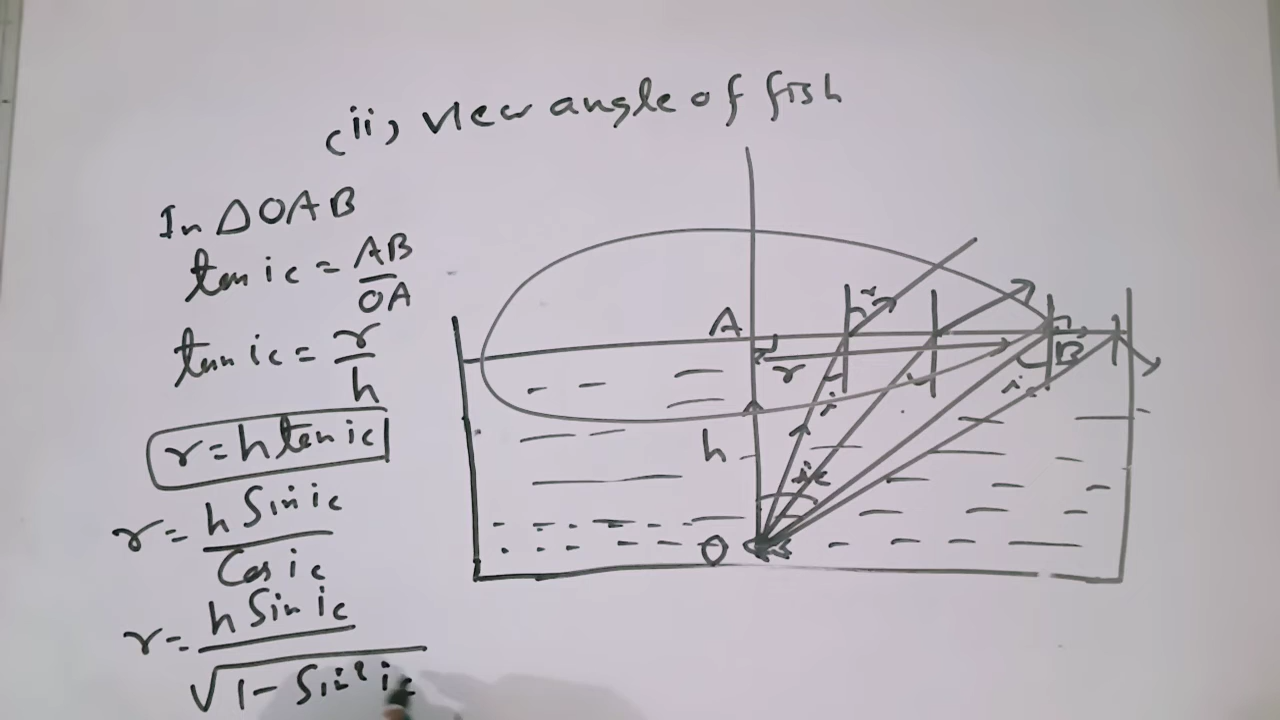 (ii) view angle of fish
In △OAB
tan ic = AB
OA
tan ic = r
h
r = h tan ic
r = h Sin ic
Cos ic
r = h Sin ic
√1 - Sin² ic
A
r
r
B
i
i
h
ic
O